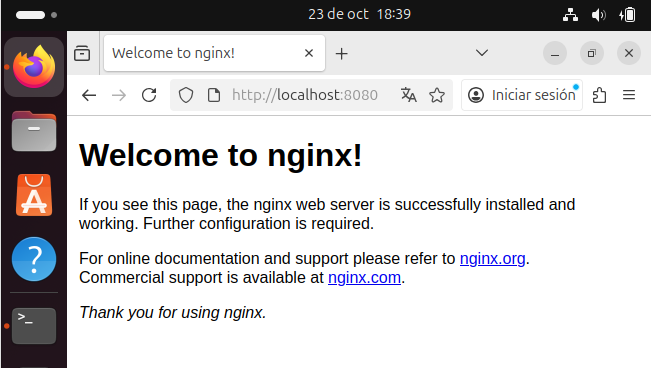 23 de oct 18:39
Welcome to nginx!
http://localhost:8080
Iniciar sesión
Welcome to nginx!
If you see this page, the nginx web server is successfully installed and
working. Further configuration is required.
For online documentation and support please refer to nginx.org.
Commercial support is available at nginx.com.
Thank you for using nginx.
>_